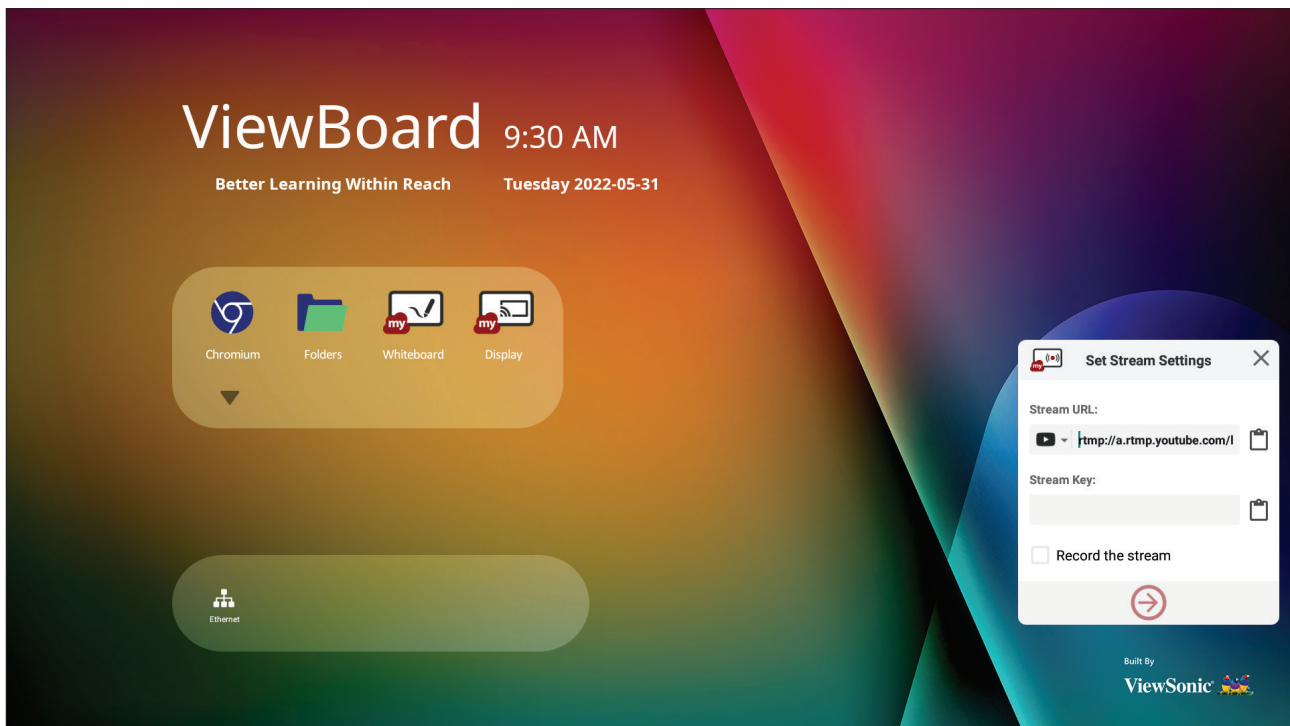 ViewBoard 9:30 AM
Better Learning Within Reach Tuesday 2022-05-31
my
my
Chromium Folders Whiteboard Display
Ethernet
my
Set Stream Settings
Stream URL:
rtmp://a.rtmp.youtube.com/l
Stream Key:
Record the stream
Built By
ViewSonic